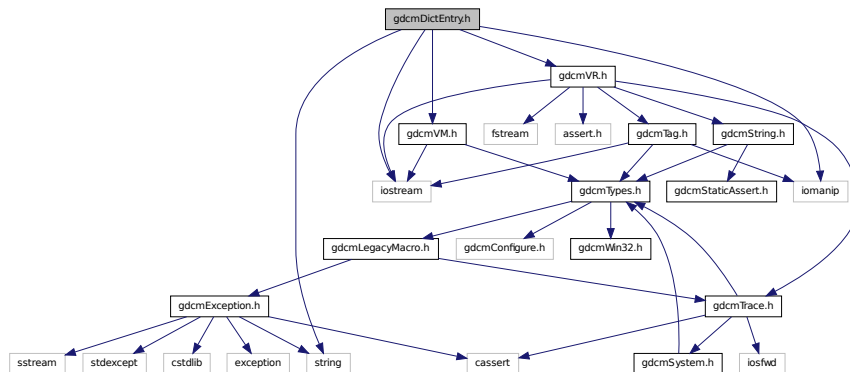 gdcmDictEntry.h
gdcmVR.h
gdcmVM.h
fstream
assert.h
gdcmTag.h
gdcmString.h
iostream
gdcmTypes.h
gdcmStaticAssert.h
iomanip
gdcmLegacyMacro.h
gdcmConfigure.h
gdcmWin32.h
gdcmException.h
gdcmTrace.h
sstream
stdexcept
cstdlib
exception
string
cassert
gdcmSystem.h
iosfwd